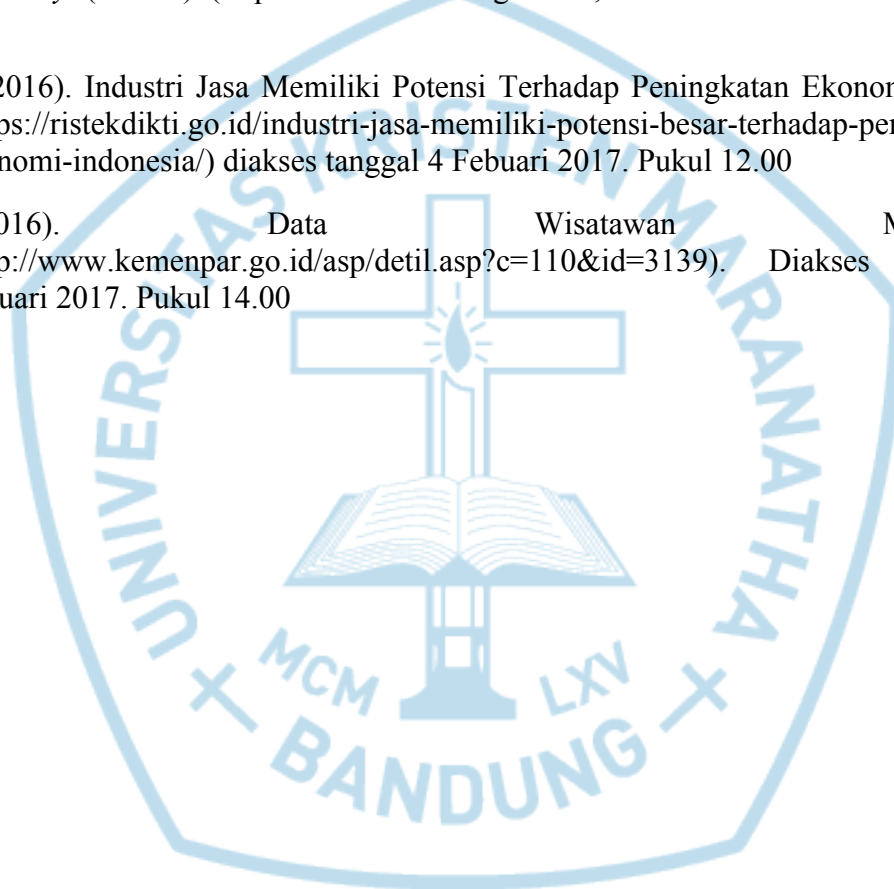 2016). Industri Jasa Memiliki Potensi Terhadap Peningkatan Ekonor
ps://ristekdikti.go.id/industri-jasa-memiliki-potensi-besar-terhadap-per
nomi-indonesia/) diakses tanggal 4 Febuari 2017. Pukul 12.00
016). Data Wisatawan M
p://www.kemenpar.go.id/asp/detil.asp?c=110&id=3139). Diakses
uari 2017. Pukul 14.00
UNIVERSITAS KRISTEN MARANATHA
MCM LXV
BANDUNG